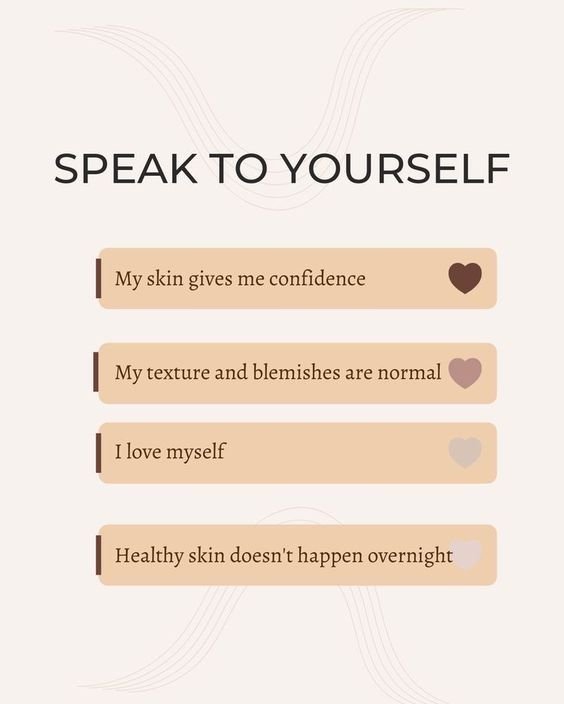 SPEAK TO YOURSELF
My skin gives me confidence
My texture and blemishes are normal
I love myself
Healthy skin doesn't happen overnight